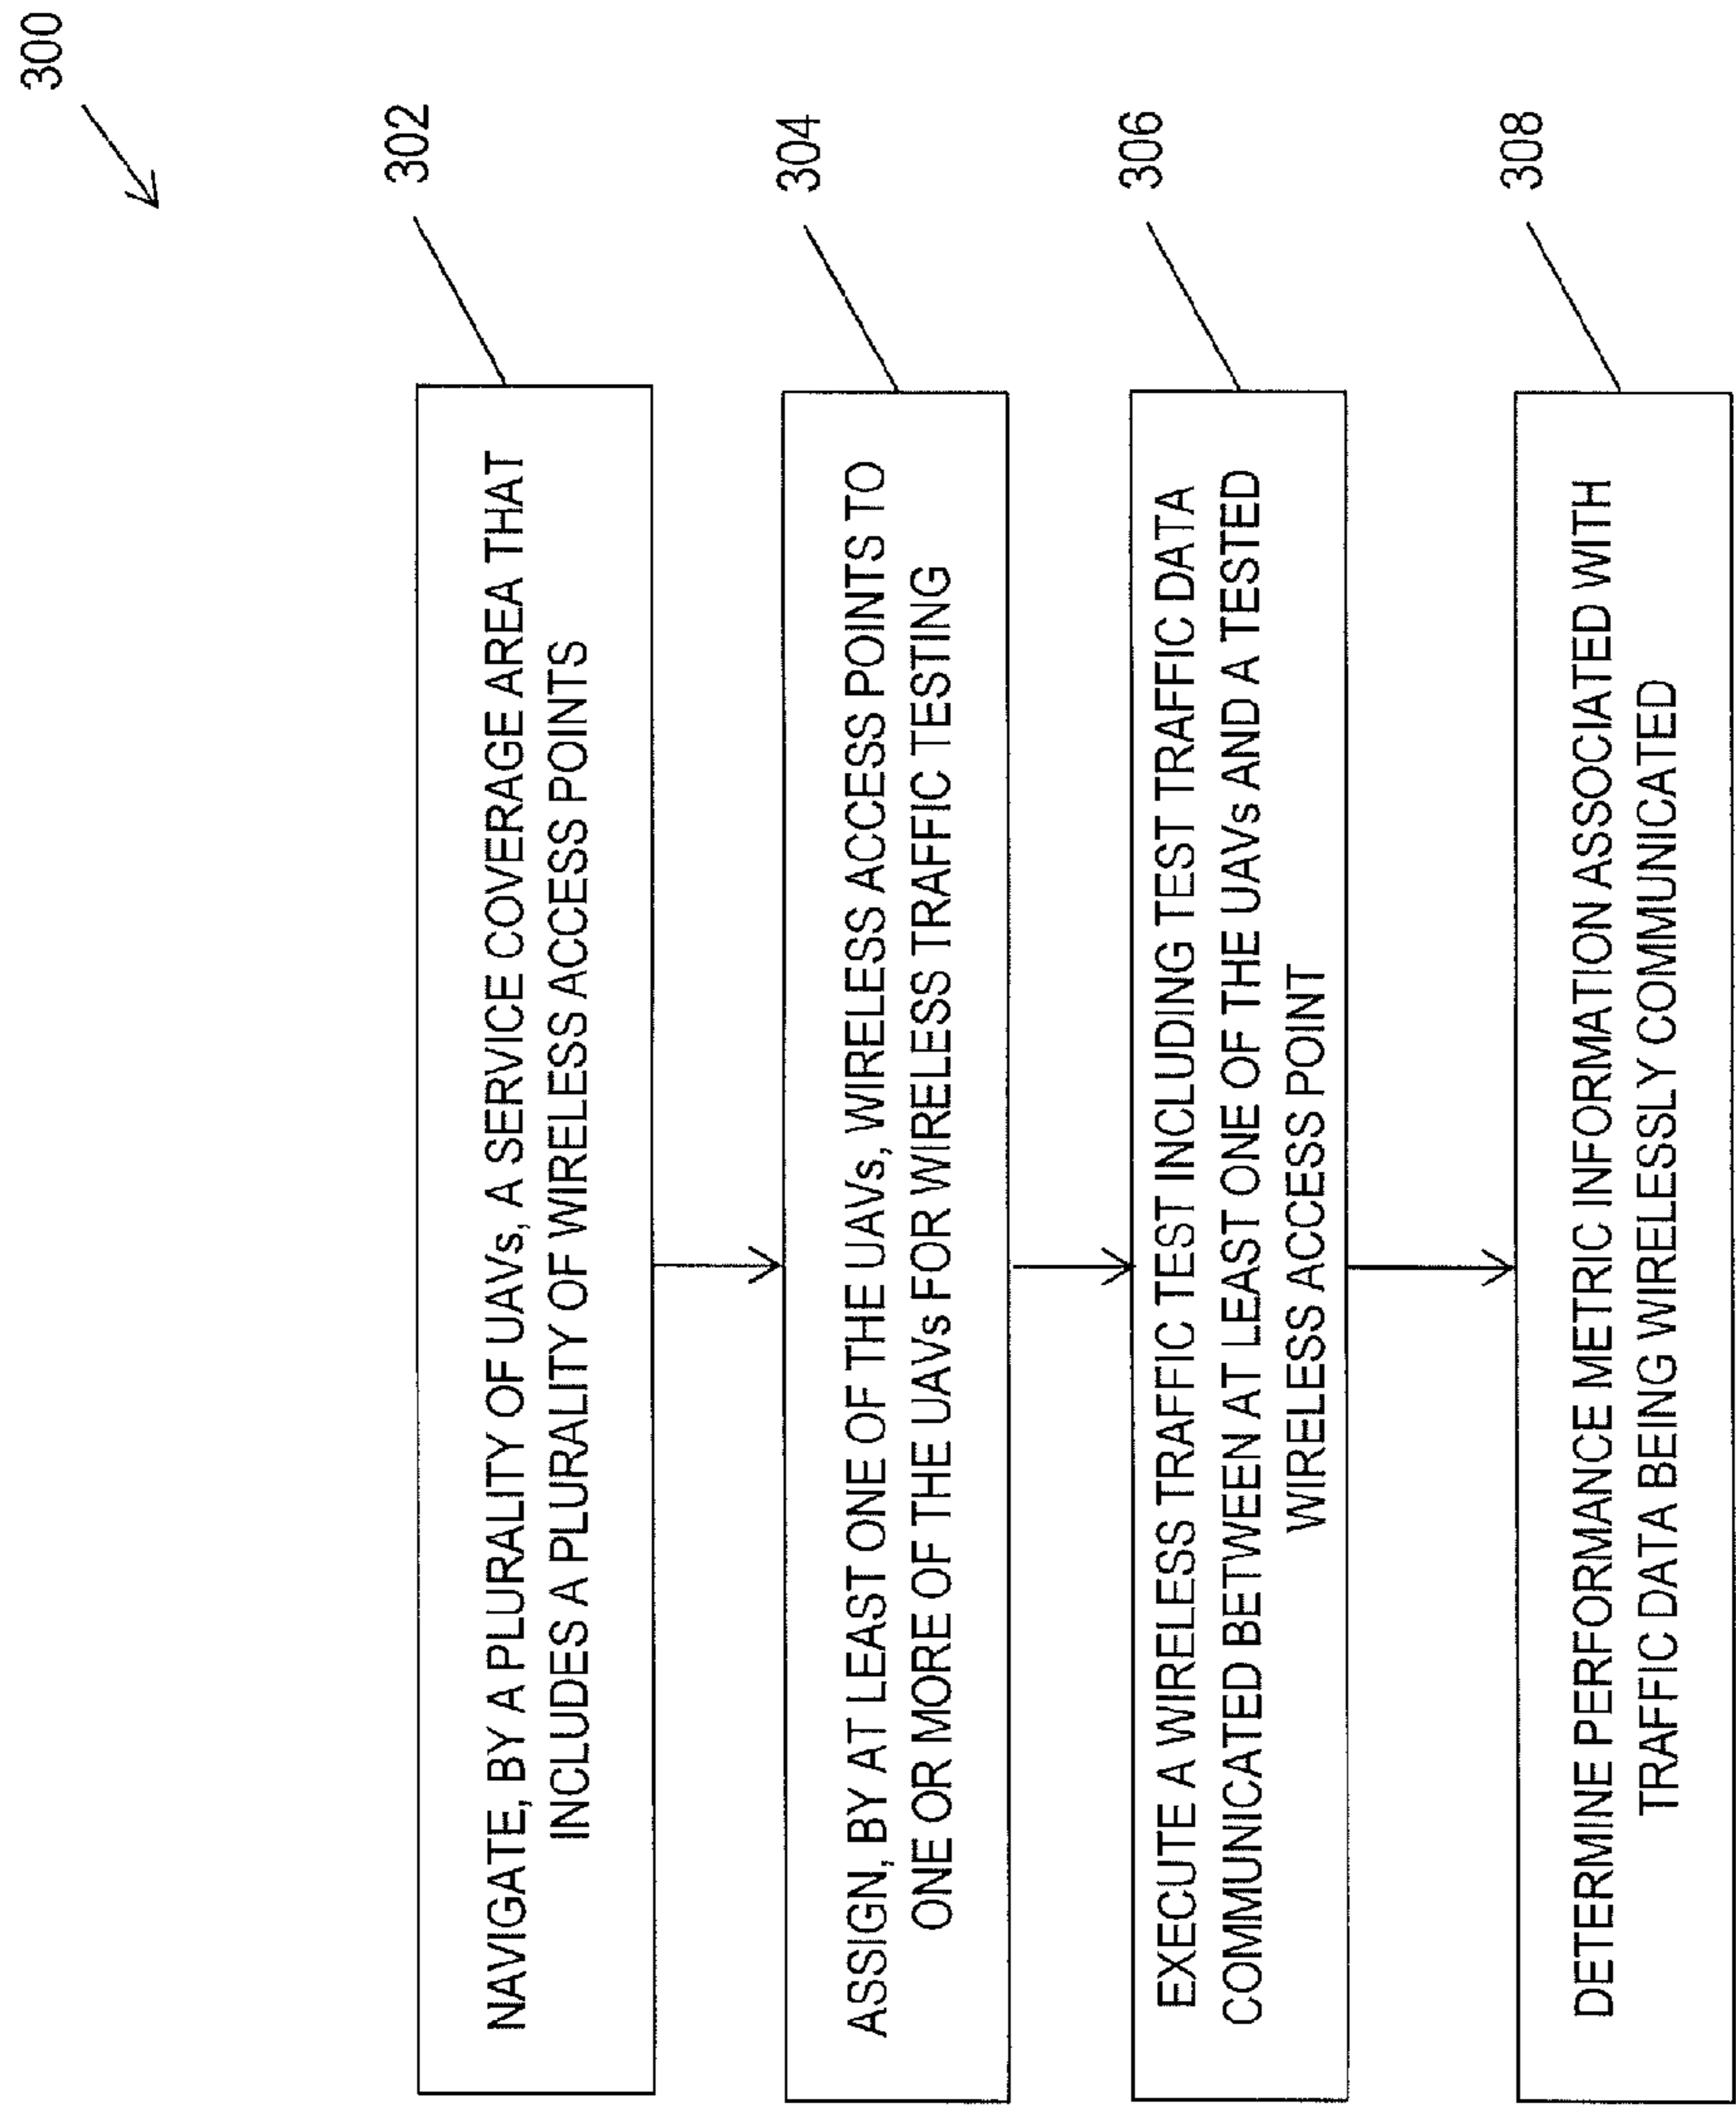 300
302
NAVIGATE, BY A PLURALITY OF UAVs, A SERVICE COVERAGE AREA THAT
INCLUDES A PLURALITY OF WIRELESS ACCESS POINTS
304
ASSIGN, BY AT LEAST ONE OF THE UAVs, WIRELESS ACCESS POINTS TO
ONE OR MORE OF THE UAVs FOR WIRELESS TRAFFIC TESTING
306
EXECUTE A WIRELESS TRAFFIC TEST INCLUDING TEST TRAFFIC DATA
COMMUNICATED BETWEEN AT LEAST ONE OF THE UAVs AND A TESTED
WIRELESS ACCESS POINT
308
DETERMINE PERFORMANCE METRIC INFORMATION ASSOCIATED WITH
TRAFFIC DATA BEING WIRELESSLY COMMUNICATED